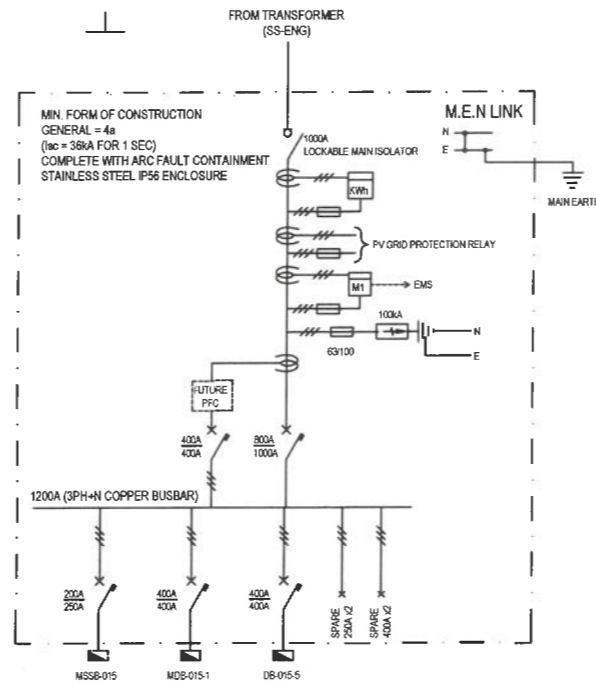 FROM TRANSFORMER
(SS-ENG)
MIN. FORM OF CONSTRUCTION
GENERAL = 4a
(Isc = 36kA FOR 1 SEC)
COMPLETE WITH ARC FAULT CONTAINMENT
STAINLESS STEEL IP56 ENCLOSURE
1000A
LOCKABLE MAIN ISOLATOR
M.E.N LINK
N
E
MAIN EARTH
KWh
PV GRID PROTECTION RELAY
M1
EMS
100kA
63/100
N
E
FUTURE
PFC
400A
400A
800A
1000A
1200A (3PH+N COPPER BUSBAR)
200A
250A
400A
400A
400A
400A
SPARE
250A x2
SPARE
400A x2
MSSB-015
MDB-015-1
DB-015-5